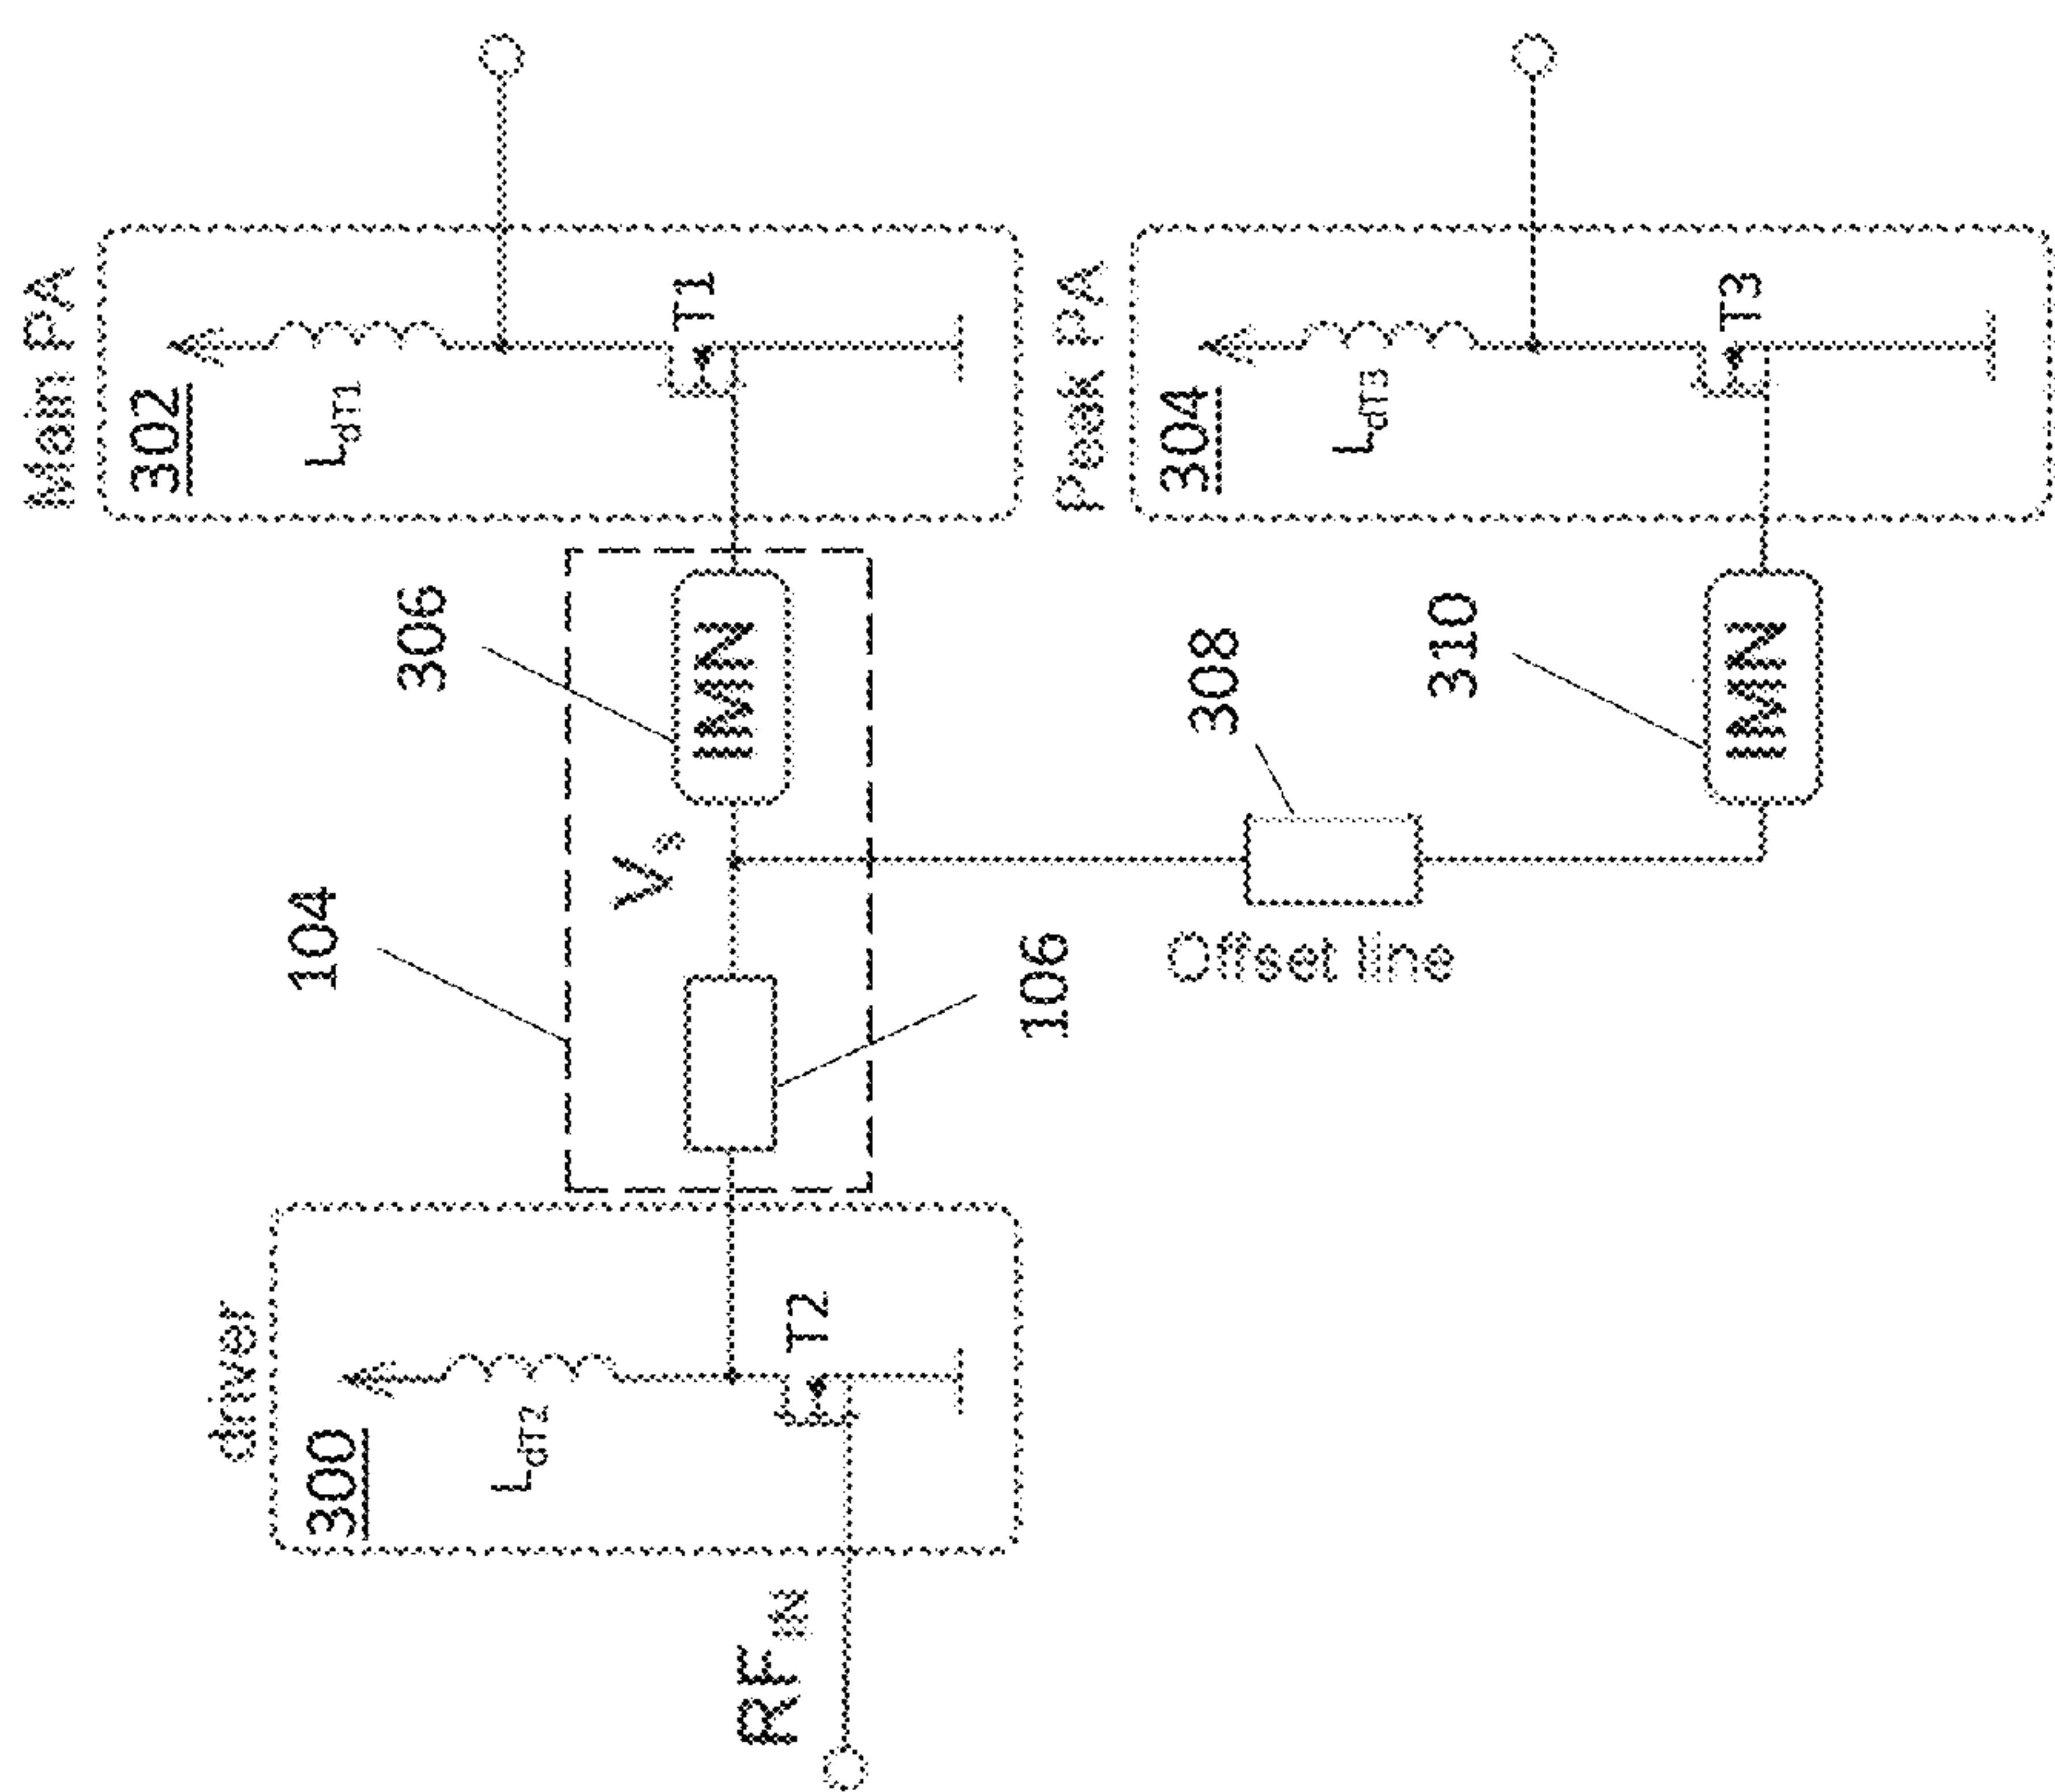 Main PA
302
LdT1
T1
Peak PA
304
LdT3
T3
306
IMN
308
310
IMN
Vs
104
106
Offset line
driver
300
LdT2
T2
RFIN